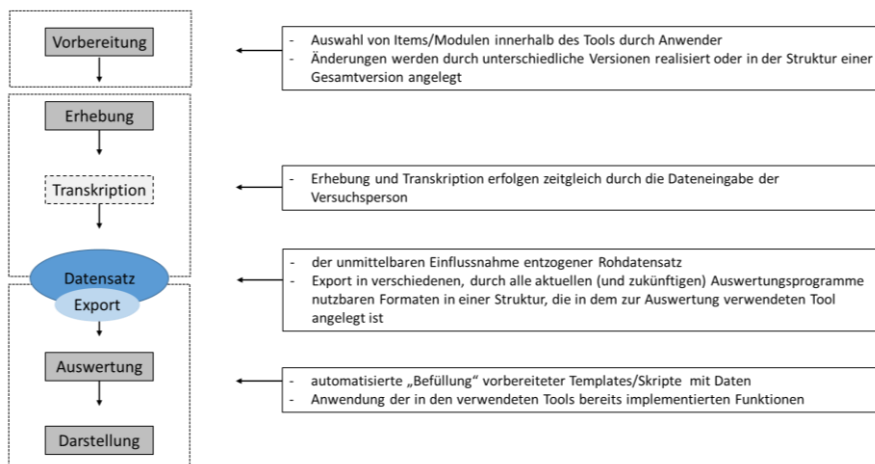 Vorbereitung
- Auswahl von Items/Modulen innerhalb des Tools durch Anwender
- Änderungen werden durch unterschiedliche Versionen realisiert oder in der Struktur einer
Gesamtversion angelegt
Erhebung
Transkription
- Erhebung und Transkription erfolgen zeitgleich durch die Dateneingabe der
Versuchsperson
Datensatz
Export
- der unmittelbaren Einflussnahme entzogener Rohdatensatz
- Export in verschiedenen, durch alle aktuellen (und zukünftigen) Auswertungsprogramme
nutzbaren Formaten in einer Struktur, die in dem zur Auswertung verwendeten Tool
angelegt ist
Auswertung
- automatisierte „Befüllung“ vorbereiteter Templates/Skripte mit Daten
- Anwendung der in den verwendeten Tools bereits implementierten Funktionen
Darstellung